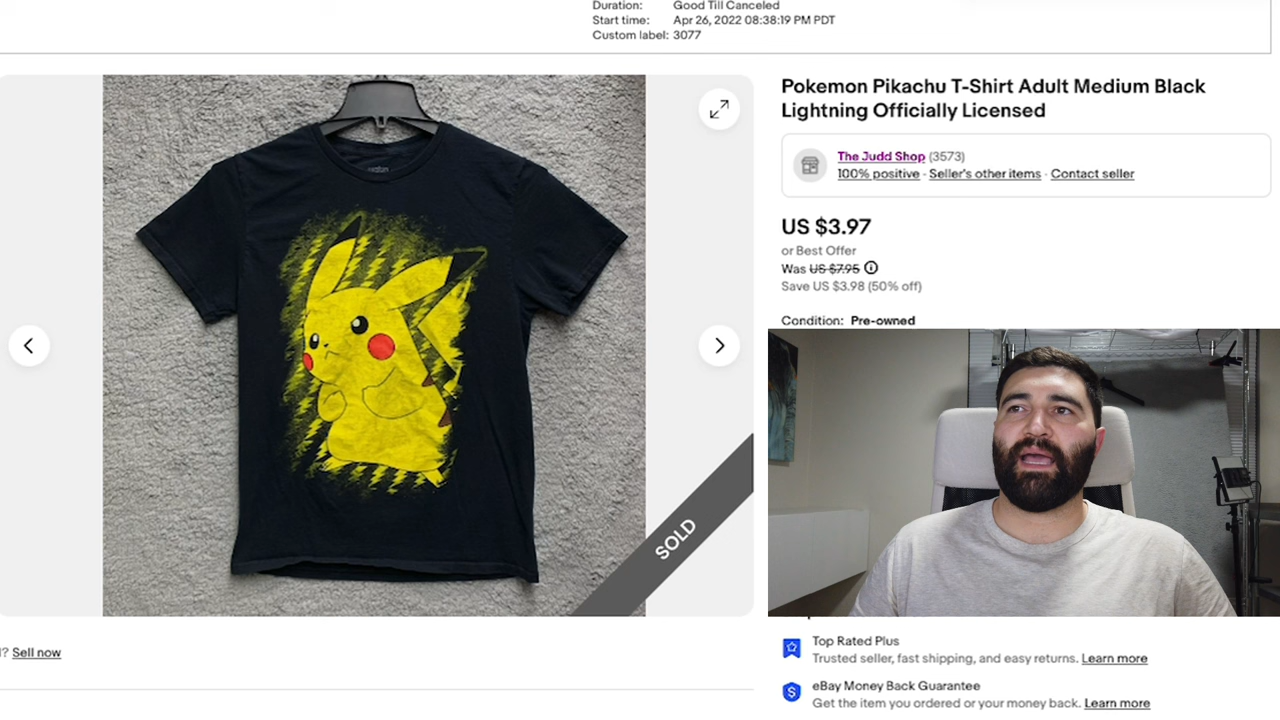 Duration: Good Till Canceled
Start time: Apr 26, 2022 08:38:19 PM PDT
Custom label: 3077
Pokemon Pikachu T-Shirt Adult Medium Black
Lightning Officially Licensed
The Judd Shop (3573)
100% positive · Seller's other items · Contact seller
US $3.97
or Best Offer
Was US $7.95
Save US $3.98 (50% off)
Condition: Pre-owned
SOLD
? Sell now
Top Rated Plus
Trusted seller, fast shipping, and easy returns. Learn more
eBay Money Back Guarantee
Get the item you ordered or your money back. Learn more